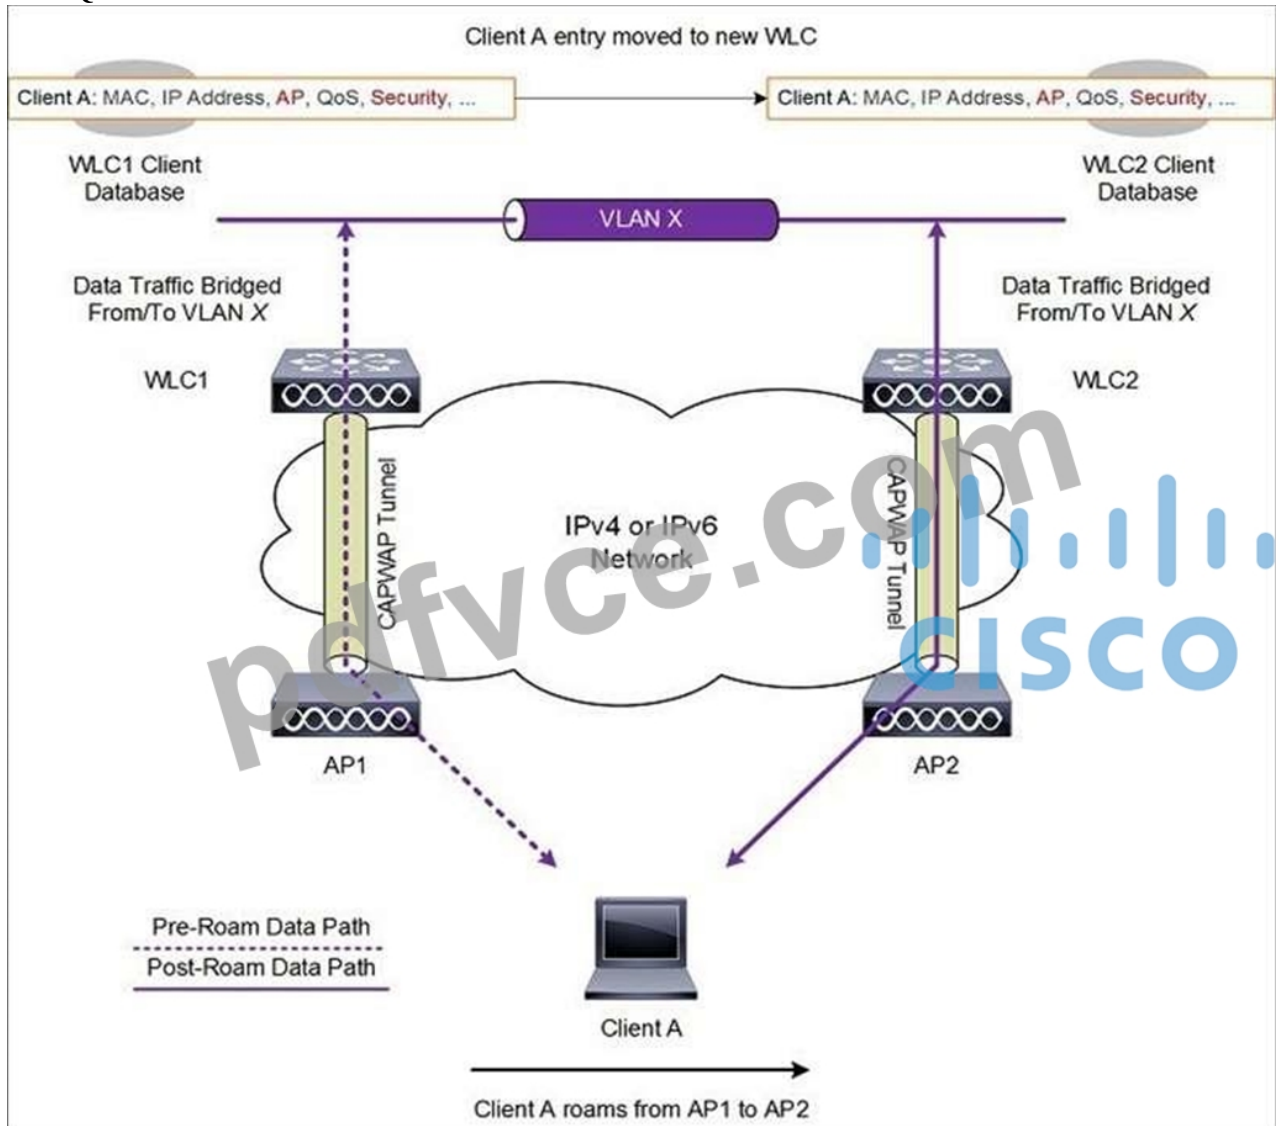 Client A entry moved to new WLC
Client A: MAC, IP Address, AP, QoS, Security, ...
Client A: MAC, IP Address, AP, QoS, Security, ...
WLC1 Client
Database
WLC2 Client
Database
VLAN X
Data Traffic Bridged
From/To VLAN X
Data Traffic Bridged
From/To VLAN X
WLC1
WLC2
CAPWAP Tunnel
IPv4 or IPv6
Network
CAPWAP Tunnel
pdfvce.com
CISCO
AP1
AP2
Pre-Roam Data Path
Post-Roam Data Path
Client A
Client A roams from AP1 to AP2